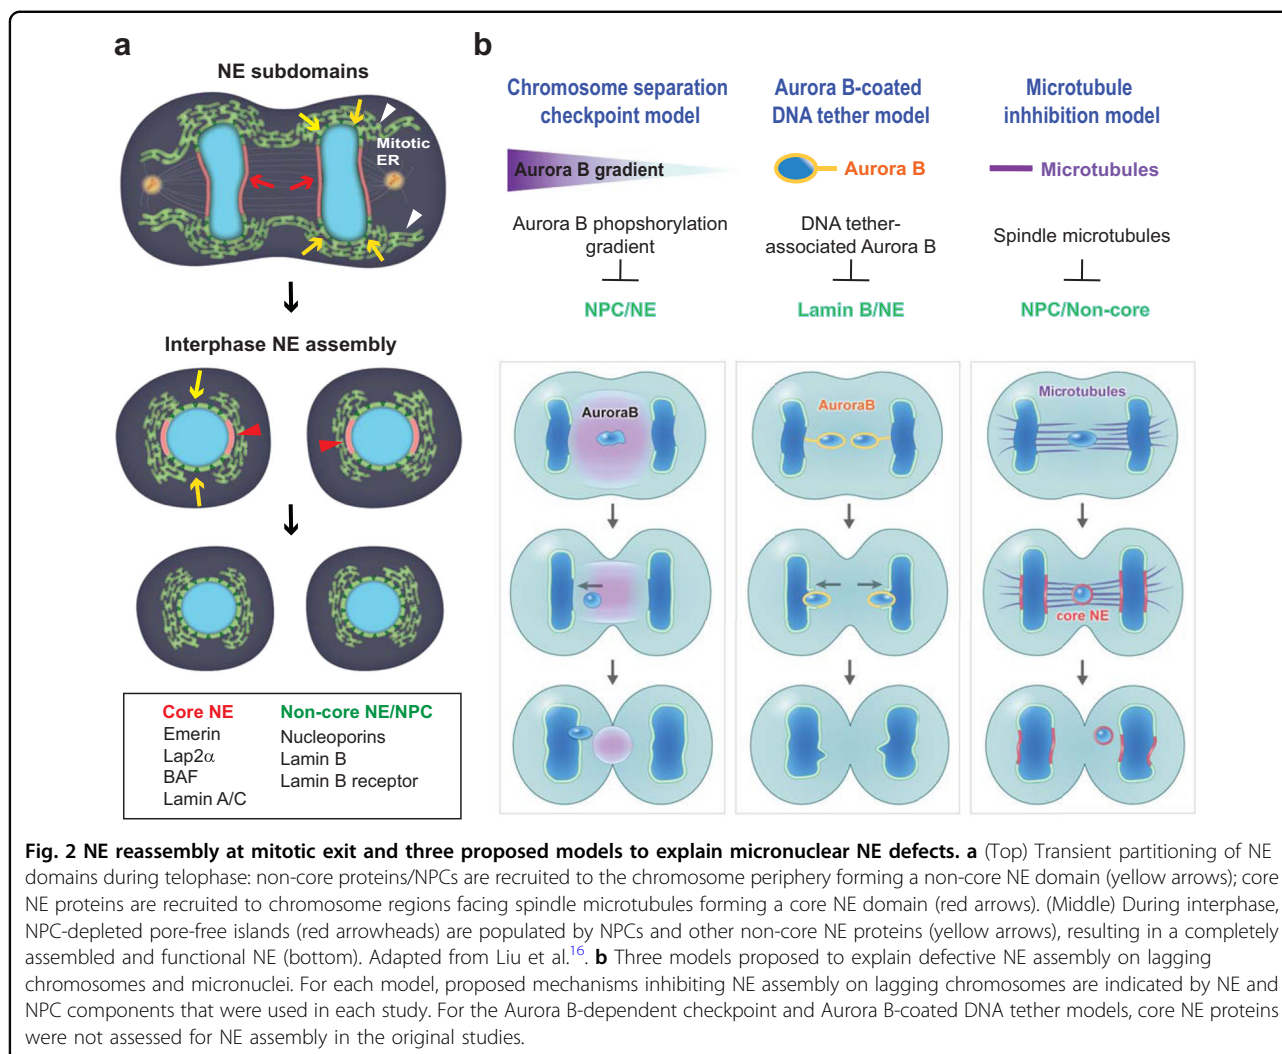 a
NE subdomains
Mitotic
ER
Interphase NE assembly
Core NE
Emerin
Lap2α
BAF
Lamin A/C
Non-core NE/NPC
Nucleoporins
Lamin B
Lamin B receptor
b
Chromosome separation
checkpoint model
Aurora B gradient
Aurora B phopshorylation
gradient
NPC/NE
AuroraB
Aurora B-coated
DNA tether model
Aurora B
DNA tether-
associated Aurora B
Lamin B/NE
AuroraB
Microtubule
inhhibition model
Microtubules
Spindle microtubules
NPC/Non-core
Microtubules
core NE
Fig. 2 NE reassembly at mitotic exit and three proposed models to explain micronuclear NE defects. a (Top) Transient partitioning of NE
domains during telophase: non-core proteins/NPCs are recruited to the chromosome periphery forming a non-core NE domain (yellow arrows); core
NE proteins are recruited to chromosome regions facing spindle microtubules forming a core NE domain (red arrows). (Middle) During interphase,
NPC-depleted pore-free islands (red arrowheads) are populated by NPCs and other non-core NE proteins (yellow arrows), resulting in a completely
assembled and functional NE (bottom). Adapted from Liu et al.16. b Three models proposed to explain defective NE assembly on lagging
chromosomes and micronuclei. For each model, proposed mechanisms inhibiting NE assembly on lagging chromosomes are indicated by NE and
NPC components that were used in each study. For the Aurora B-dependent checkpoint and Aurora B-coated DNA tether models, core NE proteins
were not assessed for NE assembly in the original studies.